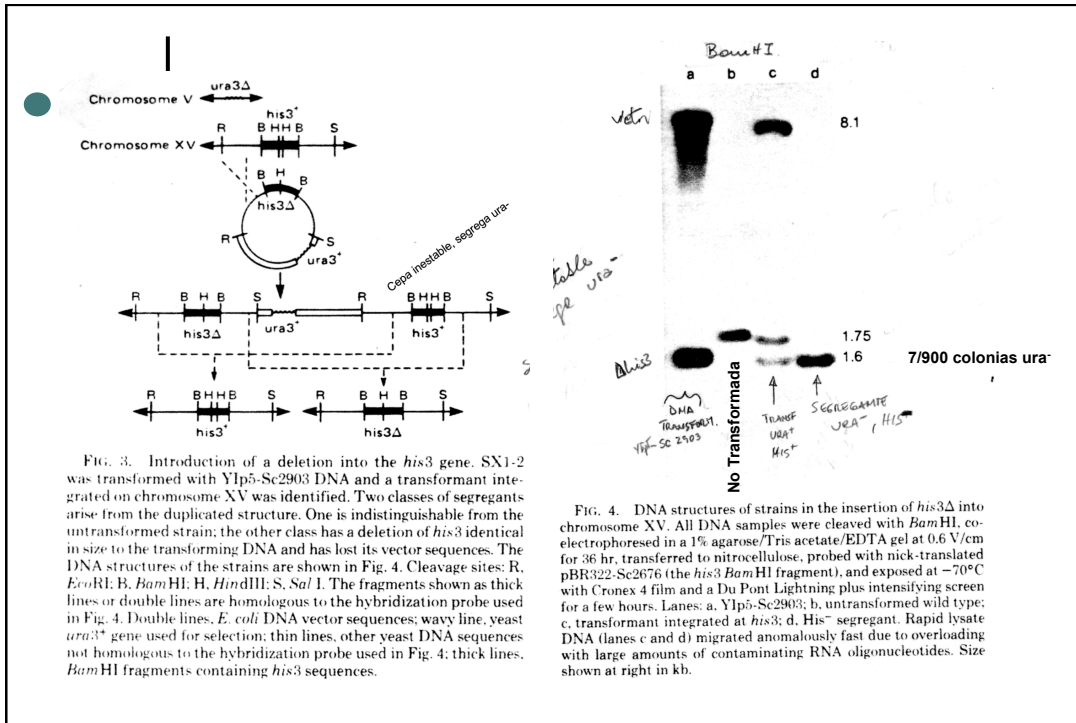 ura3Δ
Chromosome V
his3+
R B HH B S
Chromosome XV
B H B
his3Δ
R S
ura3+
Cepa inestable, segrega ura-
R B H B S R B HH B S
his3Δ ura3+ his3+
R B HH B S R B H B S
his3+ his3Δ
FIG. 3. Introduction of a deletion into the his3 gene. SX1-2
was transformed with YIp5-Sc2903 DNA and a transformant inte-
grated on chromosome XV was identified. Two classes of segregants
arise from the duplicated structure. One is indistinguishable from the
untransformed strain; the other class has a deletion of his3 identical
in size to the transforming DNA and has lost its vector sequences. The
DNA structures of the strains are shown in Fig. 4. Cleavage sites: R,
EcoRI; B, BamHI; H, HindIII; S, Sal I. The fragments shown as thick
lines or double lines are homologous to the hybridization probe used
in Fig. 4. Double lines, E. coli DNA vector sequences; wavy line, yeast
ura3+ gene used for selection; thin lines, other yeast DNA sequences
not homologous to the hybridization probe used in Fig. 4; thick lines,
BamHI fragments containing his3 sequences.
BamHI
a b c d
8.1
ura-
1.75
1.6
Δhis3
7/900 colonias ura-
DNA
TRANSFORT.
YIp5-SC 2903
No Transformada
TRANSF
URA+
HIS+
SEGREGANTE
URA-, HIS-
FIG. 4. DNA structures of strains in the insertion of his3Δ into
chromosome XV. All DNA samples were cleaved with BamHI, co-
electrophoresed in a 1% agarose/Tris acetate/EDTA gel at 0.6 V/cm
for 36 hr, transferred to nitrocellulose, probed with nick-translated
pBR322-Sc2676 (the his3 BamHI fragment), and exposed at −70°C
with Cronex 4 film and a Du Pont Lightning plus intensifying screen
for a few hours. Lanes: a, YIp5-Sc2903; b, untransformed wild type;
c, transformant integrated at his3; d, His− segregant. Rapid lysate
DNA (lanes c and d) migrated anomalously fast due to overloading
with large amounts of contaminating RNA oligonucleotides. Size
shown at right in kb.